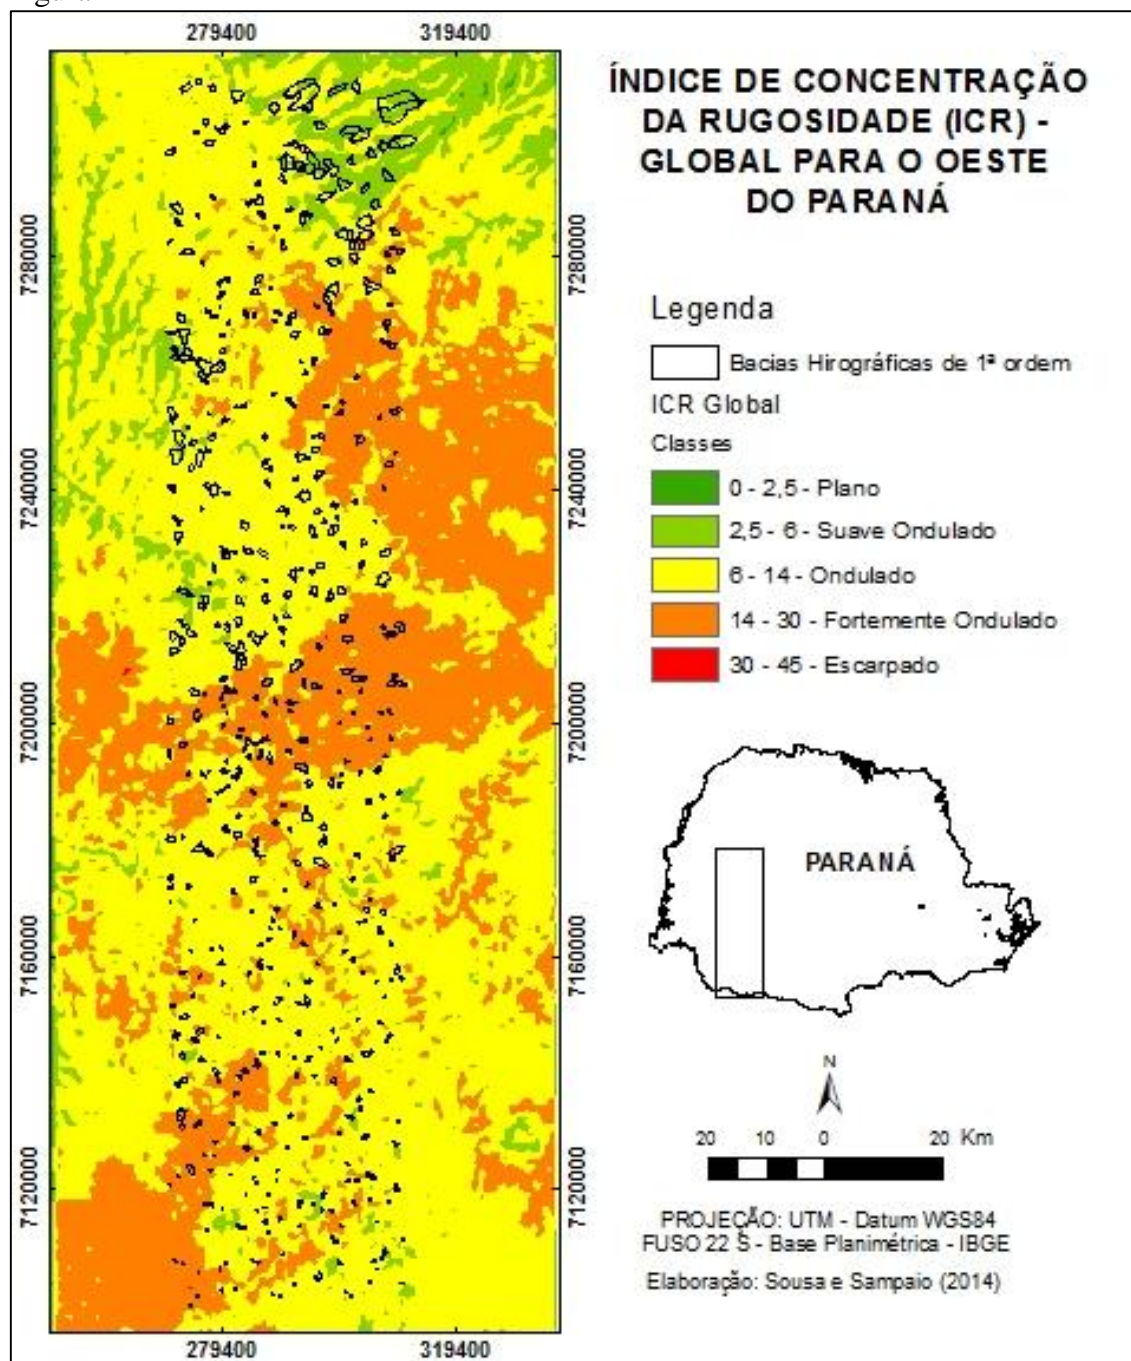 279400
319400
ÍNDICE DE CONCENTRAÇÃO
DA RUGOSIDADE (ICR) -
GLOBAL PARA O OESTE
DO PARANÁ
7280000
7280000
Legenda
Bacias Hirográficas de 1ª ordem
ICR Global
Classes
0 - 2,5 - Plano
2,5 - 6 - Suave Ondulado
6 - 14 - Ondulado
14 - 30 - Fortemente Ondulado
30 - 45 - Escarpado
7240000
7240000
7200000
7200000
PARANÁ
7160000
7160000
N
20 10 0 20 Km
7120000
7120000
PROJEÇÃO: UTM - Datum WGS84
FUSO 22 S - Base Planimétrica - IBGE
Elaboração: Sousa e Sampaio (2014)
279400
319400